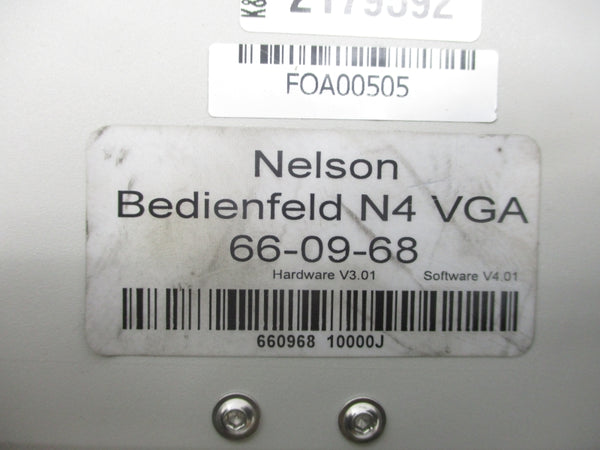 FOA00505
Nelson
Bedienfeld N4 VGA
66-09-68
Hardware V3.01 Software V4.01
660968 10000J